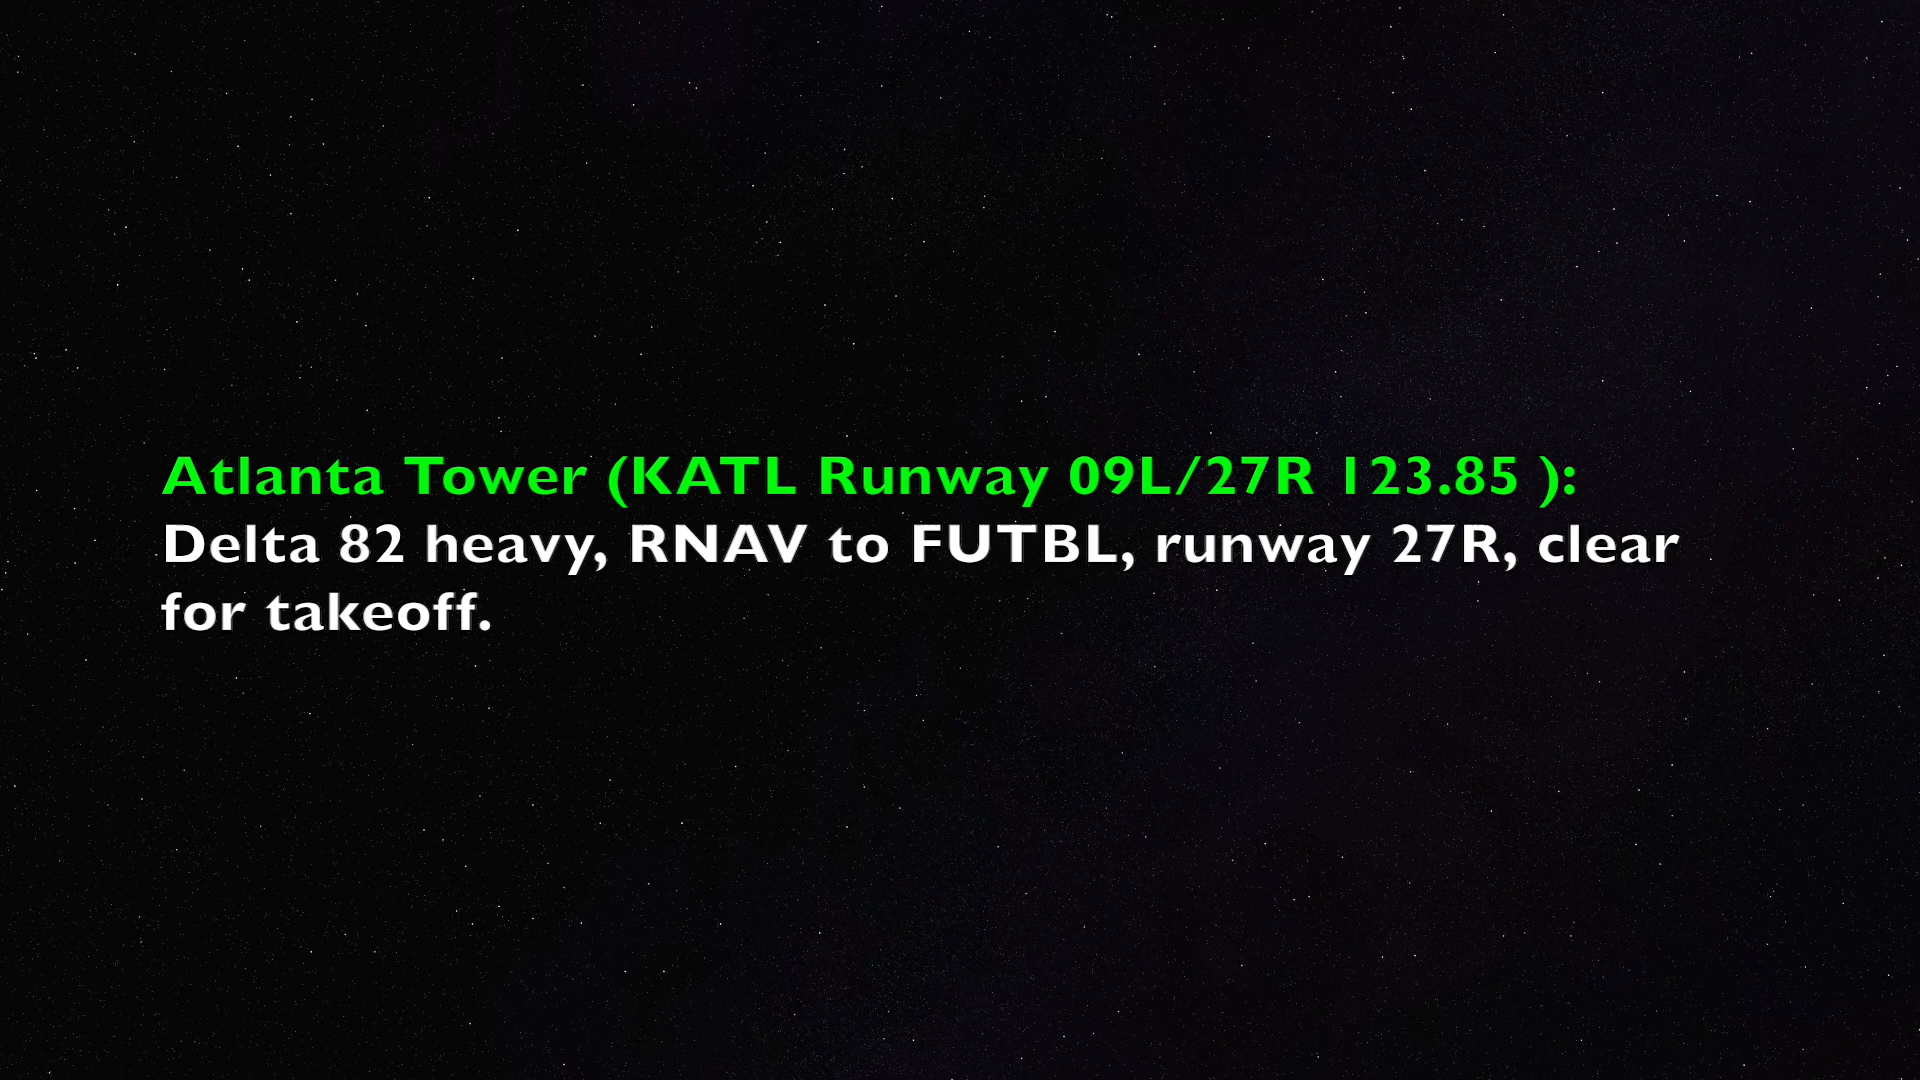 Atlanta Tower (KATL Runway 09L/27R 123.85 ):
Delta 82 heavy, RNAV to FUTBL, runway 27R, clear
for takeoff.